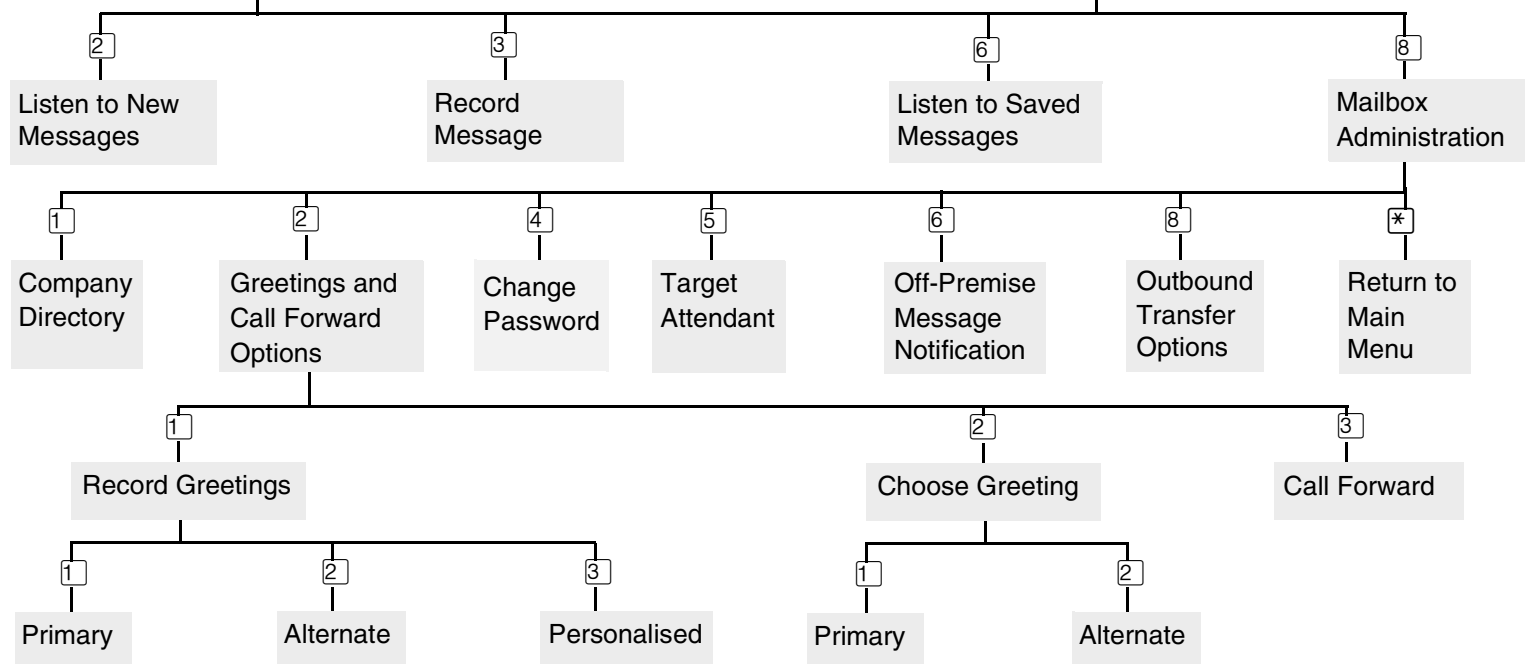 2
3
6
8
Listen to New
Messages
Record
Message
Listen to Saved
Messages
Mailbox
Administration
1
2
4
5
6
8
*
Company
Directory
Greetings and
Call Forward
Options
Change
Password
Target
Attendant
Off-Premise
Message
Notification
Outbound
Transfer
Options
Return to
Main
Menu
1
2
3
Record Greetings
Choose Greeting
Call Forward
1
2
3
1
2
Primary
Alternate
Personalised
Primary
Alternate